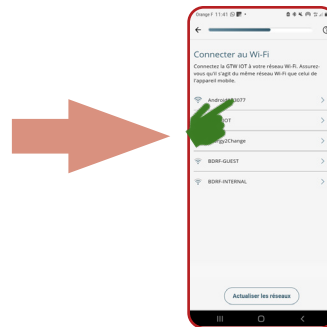 Orange F 11:41
Connecter au Wi-Fi
Connectez la GTW IOT à votre réseau Wi-Fi. Assurez-
vous qu'il s'agit du même réseau Wi-Fi que celui de
l'appareil mobile.
3077
IOT
rgy2Change
BDRF-GUEST
BDRF-INTERNAL
Actualiser les réseaux